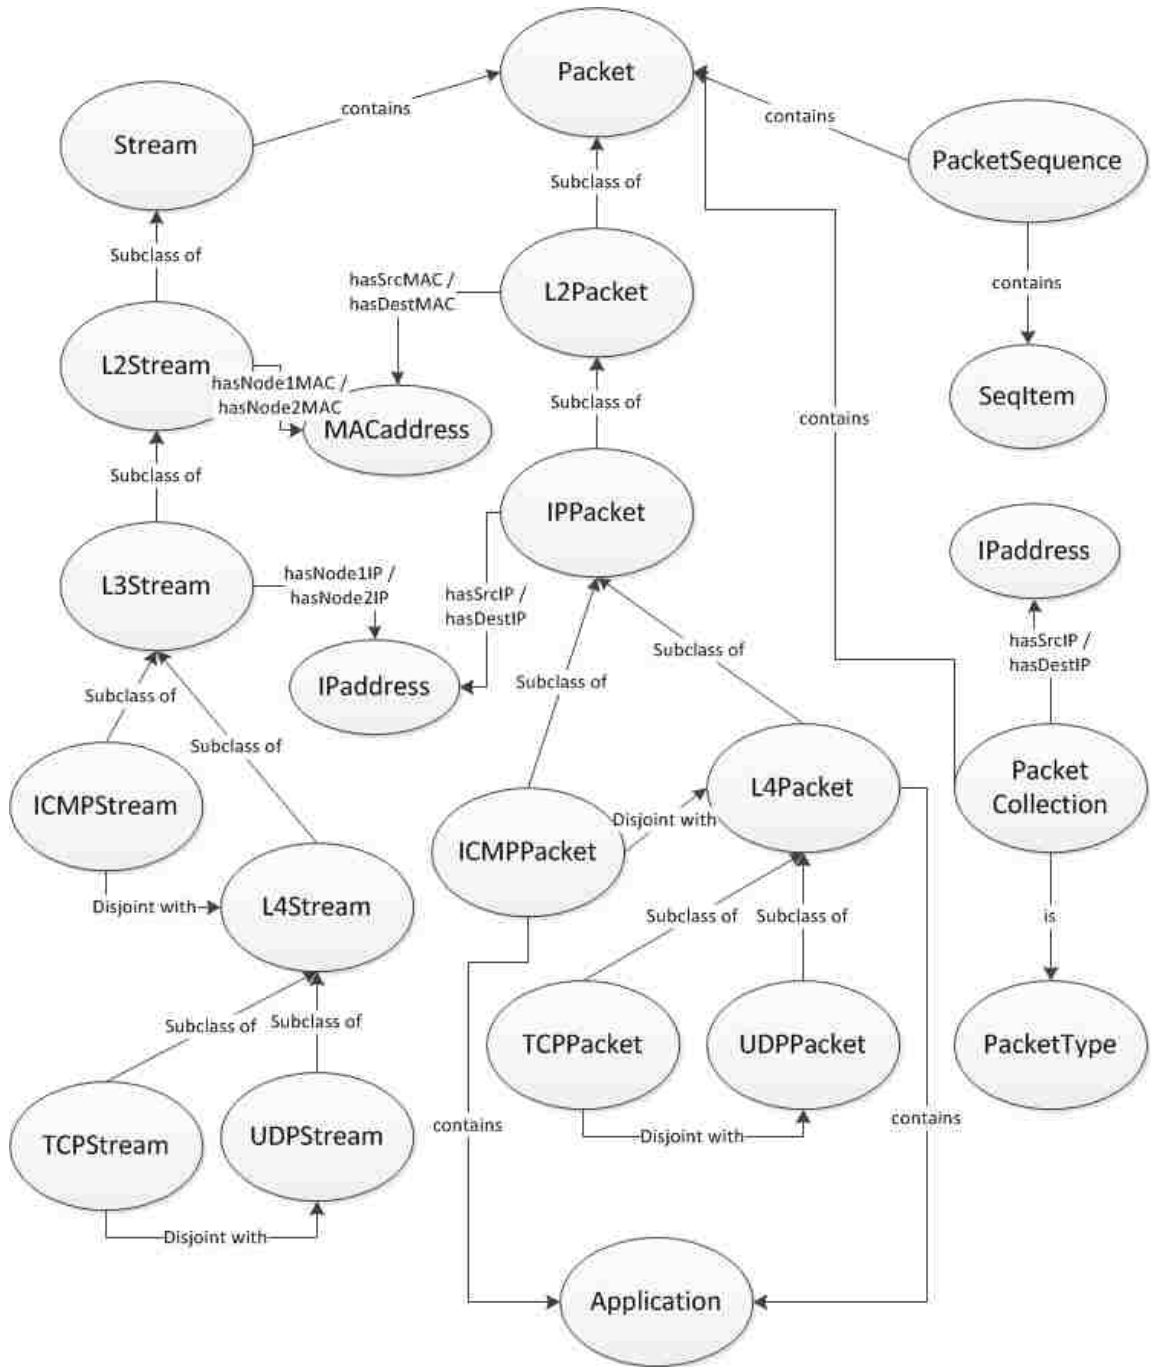 Packet
contains
contains
Stream
PacketSequence
Subclass of
Subclass of
hasSrcMAC /
hasDestMAC
L2Packet
contains
L2Stream
hasNode1MAC /
hasNode2MAC
MACaddress
Subclass of
contains
SeqItem
Subclass of
IPPacket
IPaddress
L3Stream
hasNode1IP /
hasNode2IP
hasSrcIP /
hasDestIP
hasSrcIP /
hasDestIP
Subclass of
Subclass of
IPaddress
Subclass of
Subclass of
ICMPStream
L4Packet
Packet
Collection
Disjoint with
ICMPPacket
Disjoint with
L4Stream
Subclass of
Subclass of
is
Subclass of
Subclass of
TCPPacket
UDPPacket
PacketType
TCPStream
UDPStream
contains
Disjoint with
contains
Disjoint with
Application